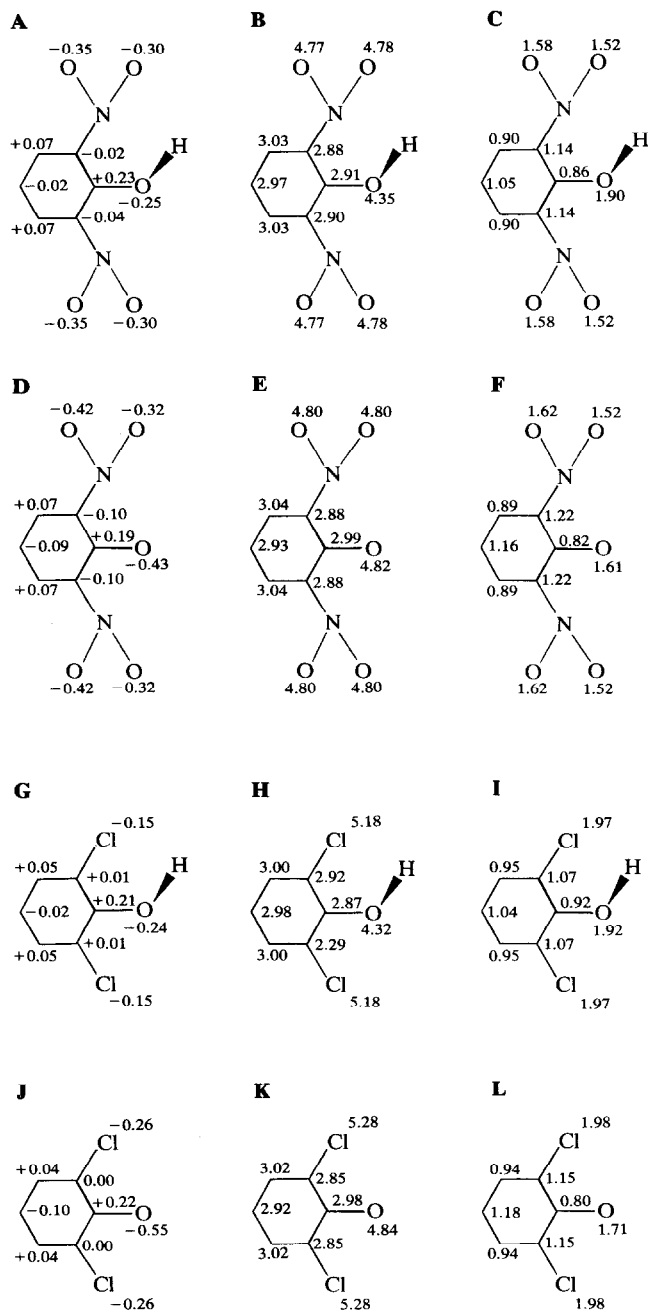 A B C
−0.35 −0.30 4.77 4.78 1.58 1.52
O O O O O O
N N N
H H H
+0.07 −0.02 3.03 2.88 0.90 1.14
−0.02 +0.23 O 2.97 2.91 O 1.05 0.86 O
−0.25 4.35 1.90
+0.07 −0.04 3.03 2.90 0.90 1.14
N N N
O O O O O O
−0.35 −0.30 4.77 4.78 1.58 1.52
D E F
−0.42 −0.32 4.80 4.80 1.62 1.52
O O O O O O
N N N
+0.07 −0.10 3.04 2.88 0.89 1.22
−0.09 +0.19 O 2.93 2.99 O 1.16 0.82 O
−0.43 4.82 1.61
+0.07 −0.10 3.04 2.88 0.89 1.22
N N N
O O O O O O
−0.42 −0.32 4.80 4.80 1.62 1.52
G H I
−0.15 5.18 1.97
Cl Cl Cl
H H H
+0.05 +0.01 3.00 2.92 0.95 1.07
−0.02 +0.21 O 2.98 2.87 O 1.04 0.92 O
−0.24 4.32 1.92
+0.05 +0.01 3.00 2.29 0.95 1.07
Cl Cl Cl
−0.15 5.18 1.97
J K L
−0.26 5.28 1.98
Cl Cl Cl
+0.04 0.00 3.02 2.85 0.94 1.15
−0.10 +0.22 O 2.92 2.98 O 1.18 0.80 O
−0.55 4.84 1.71
+0.04 0.00 3.02 2.85 0.94 1.15
Cl Cl Cl
−0.26 5.28 1.98